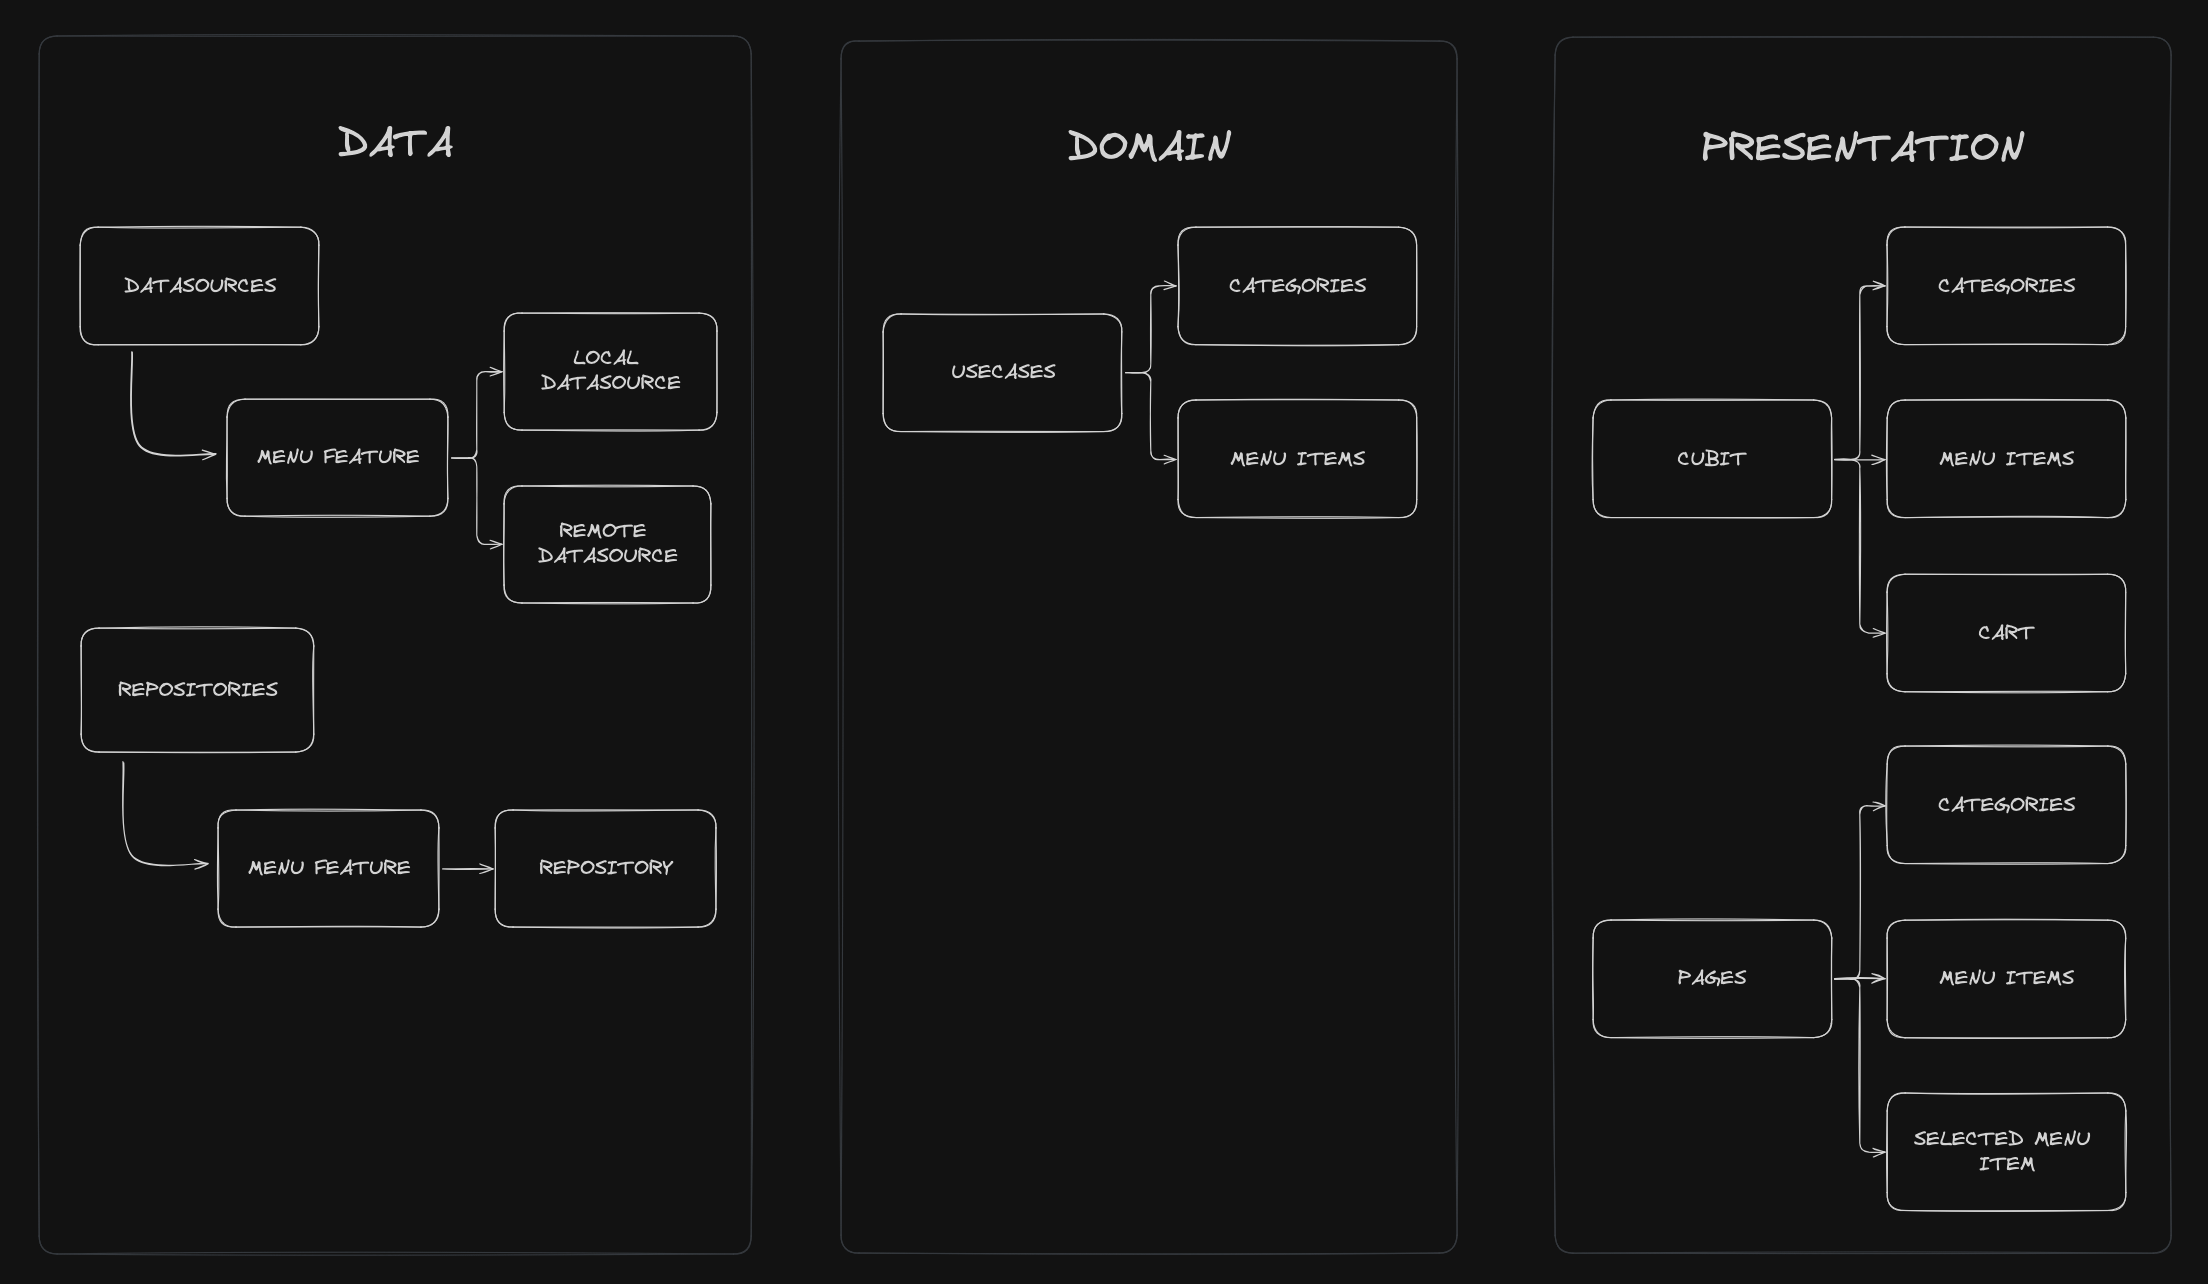 DATA
DATASOURCES
MENU FEATURE
LOCAL
DATASOURCE
REMOTE
DATASOURCE
REPOSITORIES
MENU FEATURE
REPOSITORY
DOMAIN
USECASES
CATEGORIES
MENU ITEMS
PRESENTATION
CUBIT
CATEGORIES
MENU ITEMS
CART
PAGES
CATEGORIES
MENU ITEMS
SELECTED MENU
ITEM